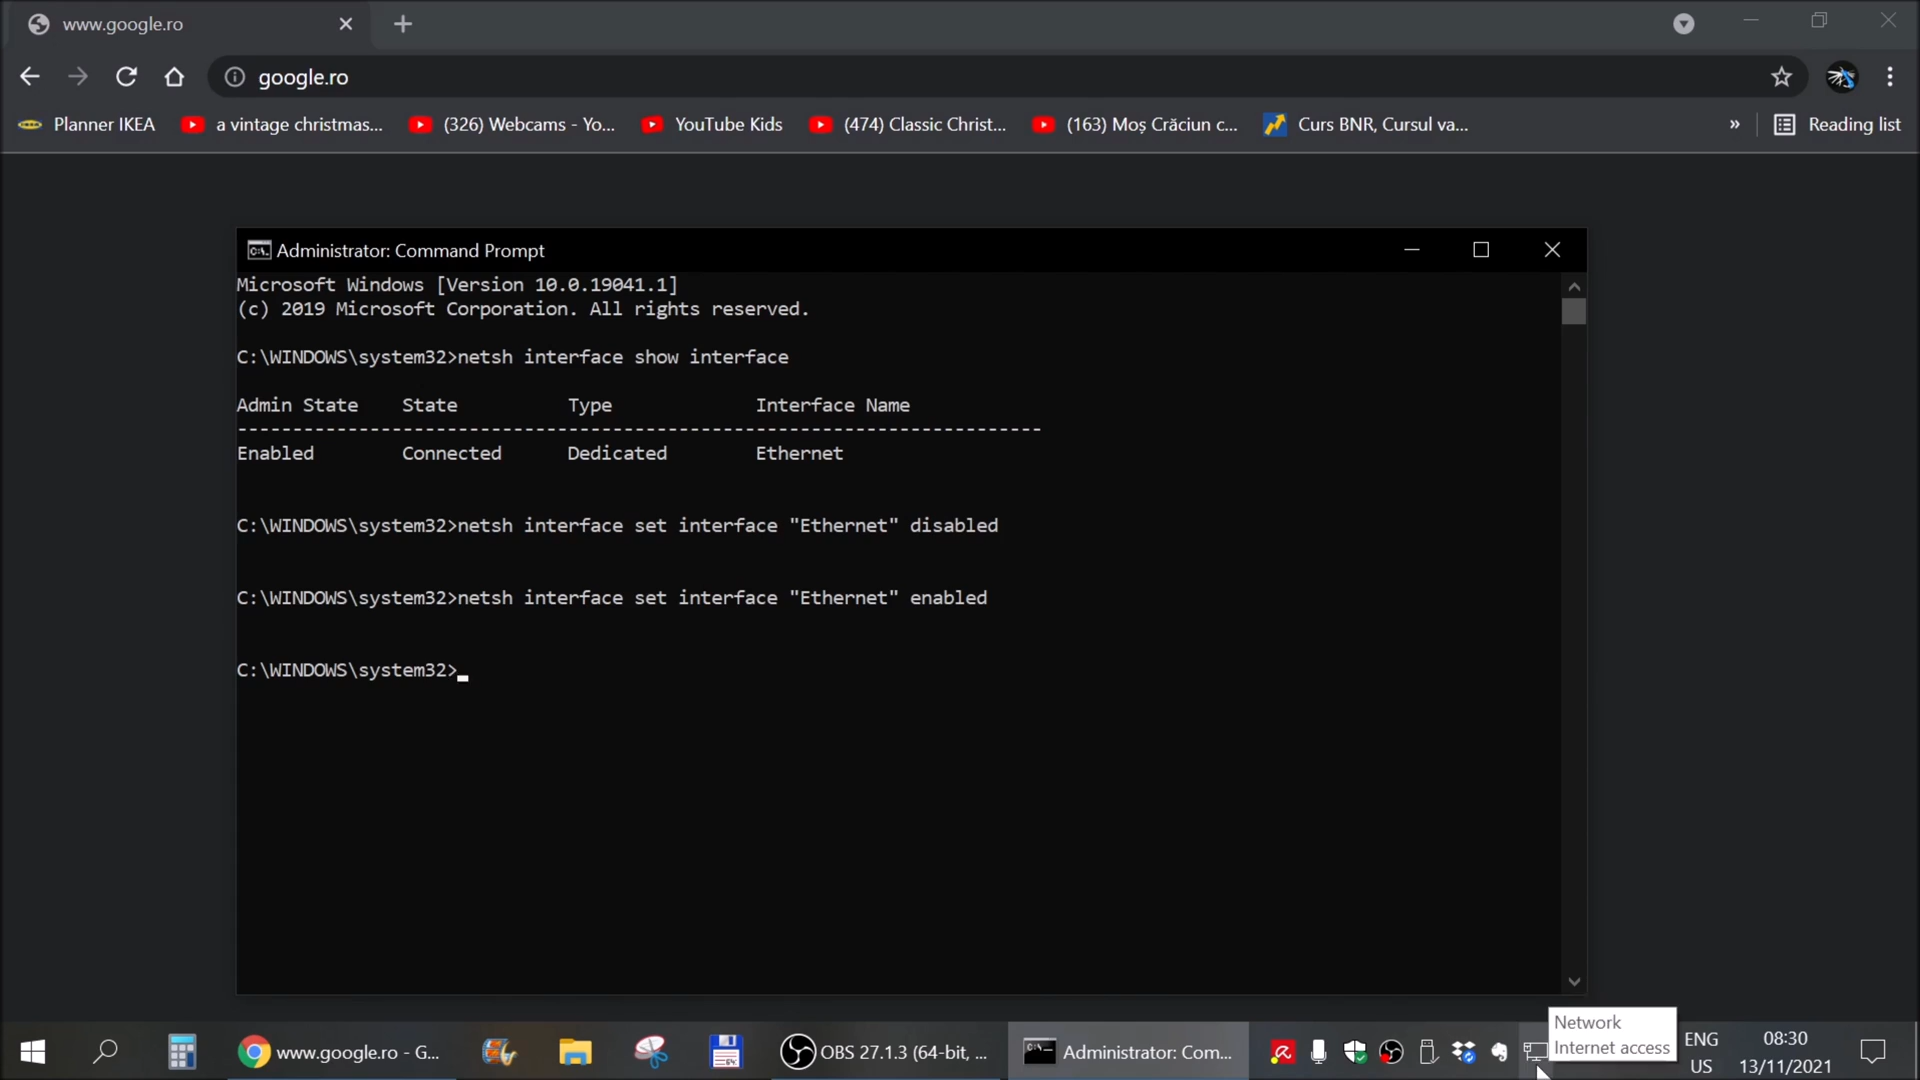 www.google.ro
google.ro
Planner IKEA
a vintage christmas...
(326) Webcams - Yo...
YouTube Kids
(474) Classic Christ...
(163) Moș Crăciun c...
Curs BNR, Cursul va...
»
Reading list
Administrator: Command Prompt
Microsoft Windows [Version 10.0.19041.1]
(c) 2019 Microsoft Corporation. All rights reserved.
C:\WINDOWS\system32>netsh interface show interface
Admin State    State          Type             Interface Name
-------------------------------------------------------------------------
Enabled        Connected      Dedicated        Ethernet
C:\WINDOWS\system32>netsh interface set interface "Ethernet" disabled
C:\WINDOWS\system32>netsh interface set interface "Ethernet" enabled
C:\WINDOWS\system32>
Network
Internet access
www.google.ro - G...
OBS 27.1.3 (64-bit, ...
Administrator: Com...
ENG
US
08:30
13/11/2021